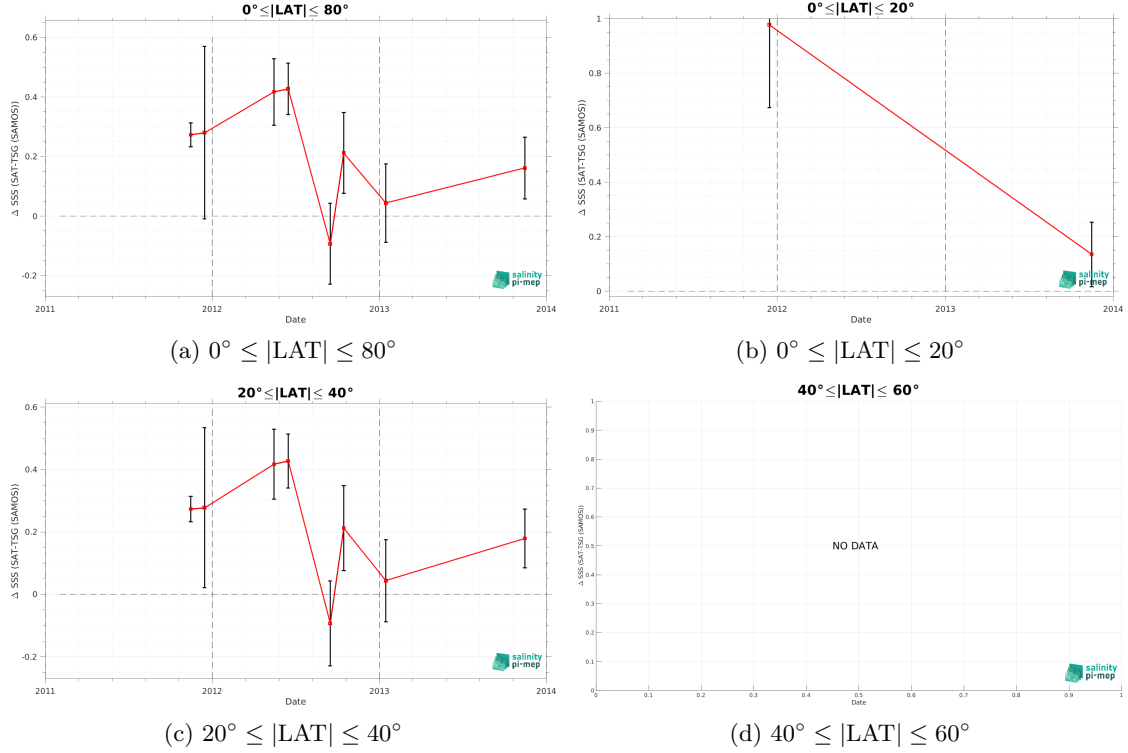 0°≤|LAT|≤ 80°
0.6
0.4
0.2
0
-0.2
Δ SSS (SAT-TSG (SAMOS))
2011
2012
2013
2014
Date
salinity
pi-mep
(a) 0° ≤ |LAT| ≤ 80°
0°≤|LAT|≤ 20°
1
0.8
0.6
0.4
0.2
0
Δ SSS (SAT-TSG (SAMOS))
2011
2012
2013
2014
Date
salinity
pi-mep
(b) 0° ≤ |LAT| ≤ 20°
20°≤|LAT|≤ 40°
0.6
0.4
0.2
0
-0.2
Δ SSS (SAT-TSG (SAMOS))
2011
2012
2013
2014
Date
salinity
pi-mep
(c) 20° ≤ |LAT| ≤ 40°
40°≤|LAT|≤ 60°
1
0.9
0.8
0.7
0.6
0.5
0.4
0.3
0.2
0.1
0
Δ SSS (SAT-TSG (SAMOS))
NO DATA
0
0.1
0.2
0.3
0.4
0.5
0.6
0.7
0.8
0.9
1
Date
salinity
pi-mep
(d) 40° ≤ |LAT| ≤ 60°